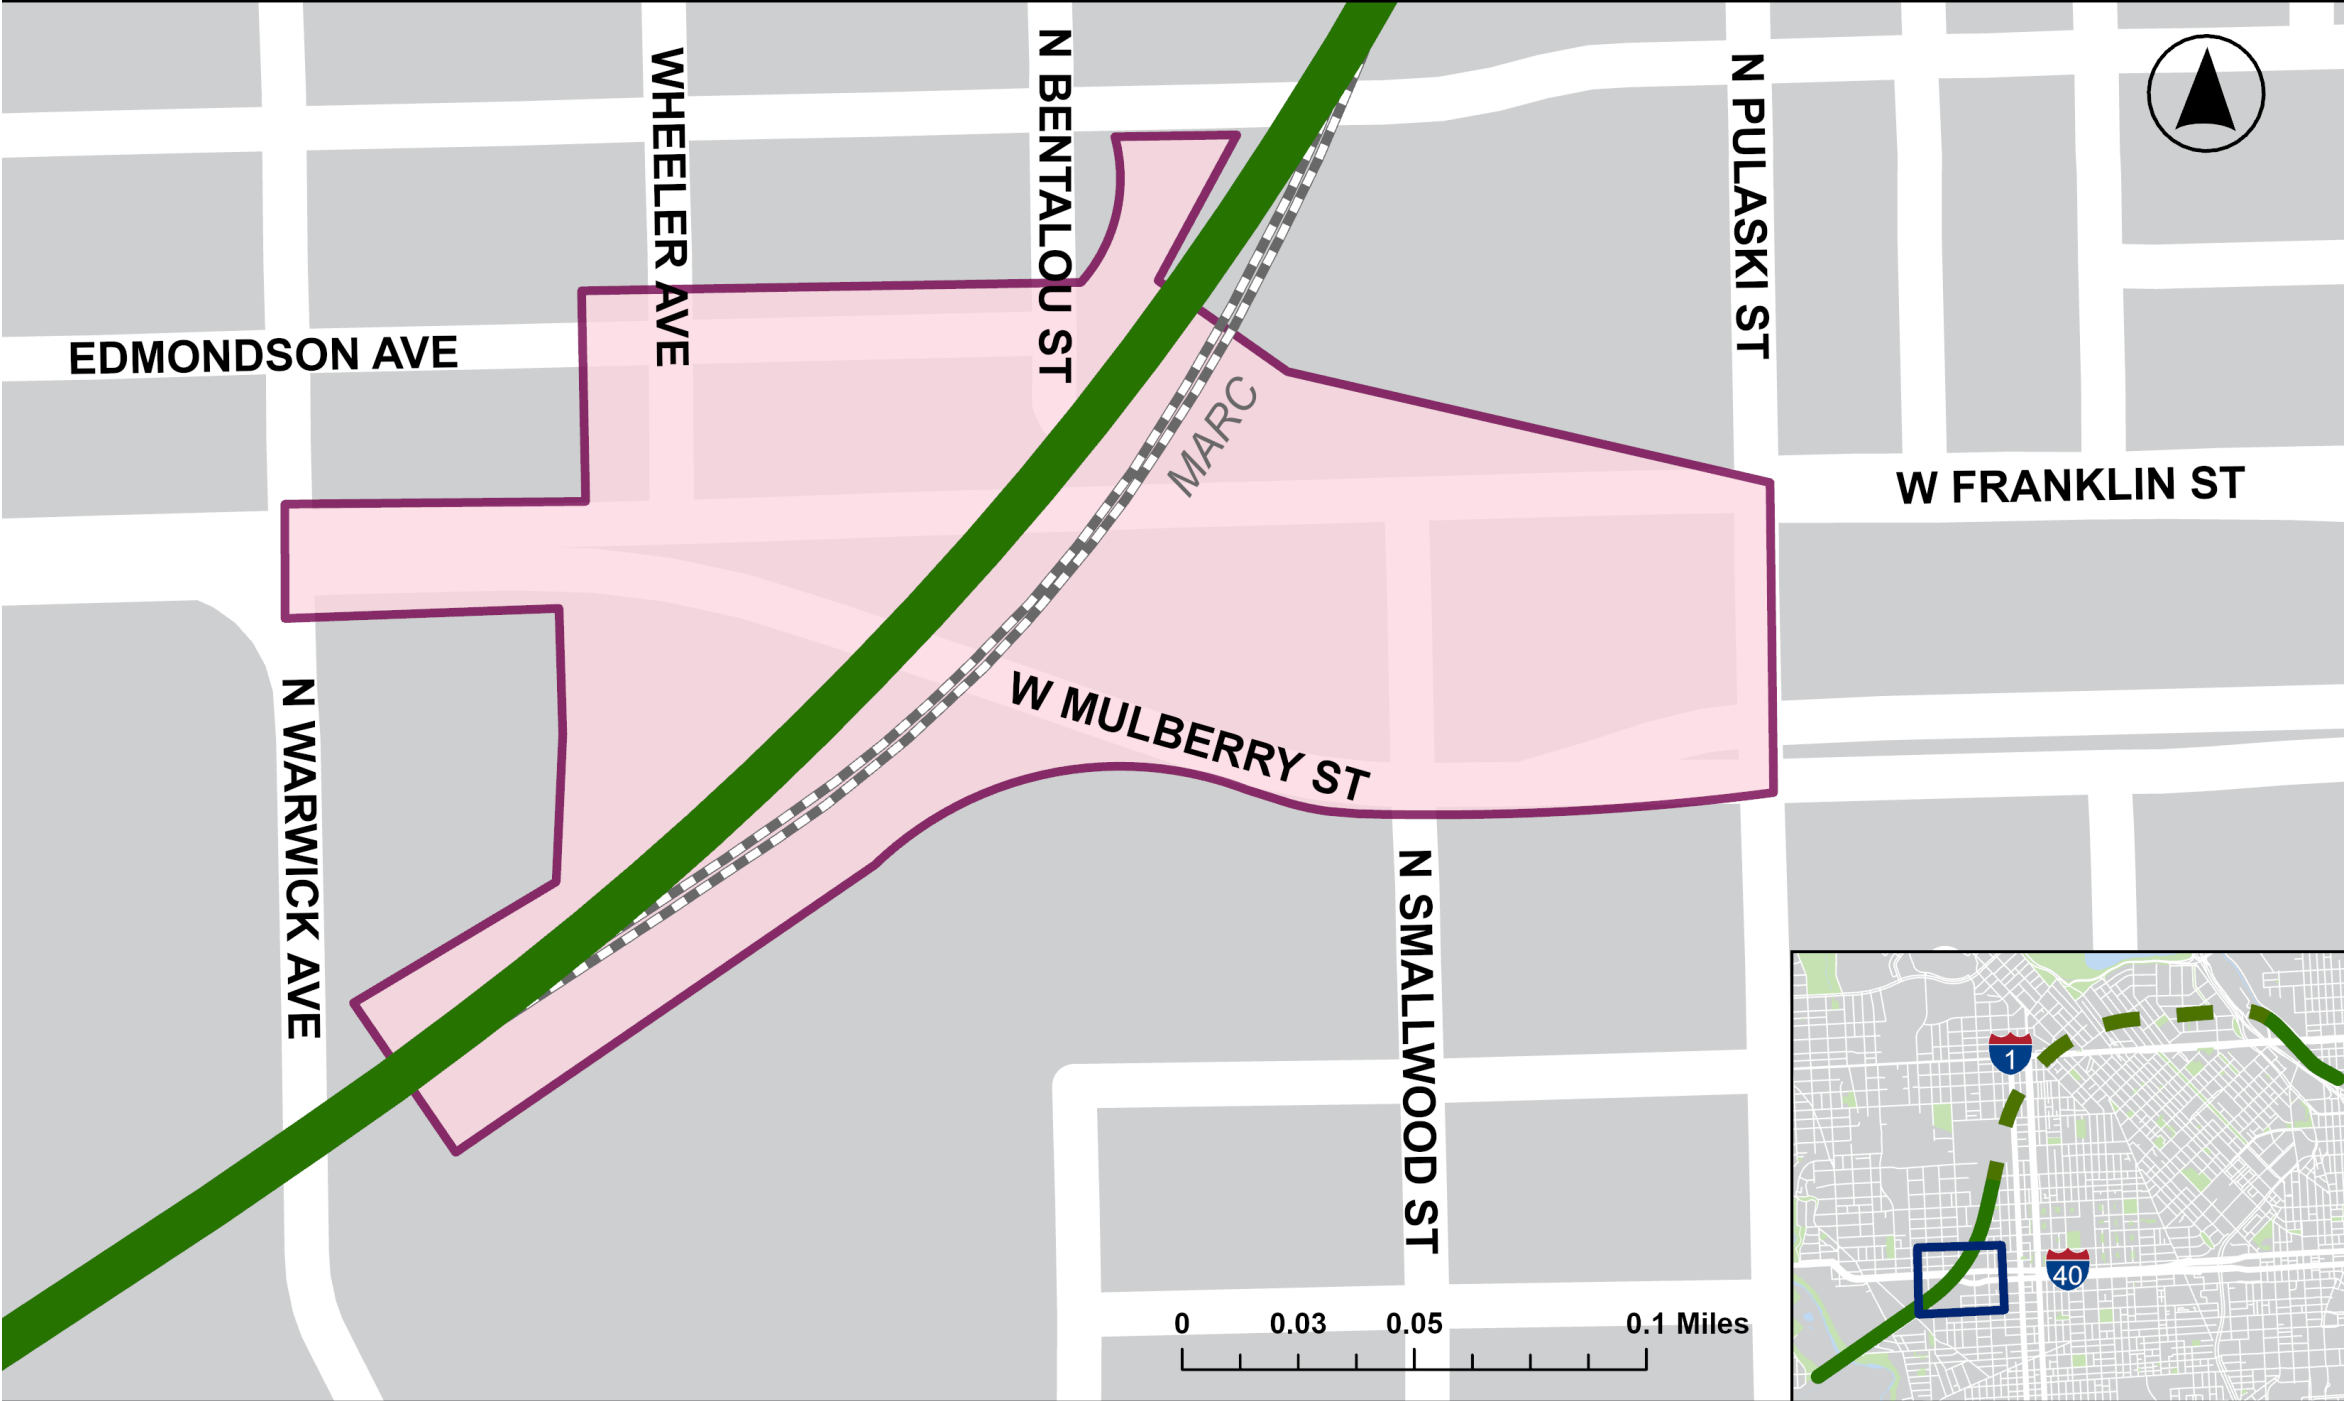 N BENTALOU ST
WHEELER AVE
N PULASKI ST
EDMONDSON AVE
MARC
W FRANKLIN ST
W MULBERRY ST
N WARWICK AVE
N SMALLWOOD ST
1
40
0 0.03 0.05 0.1 Miles